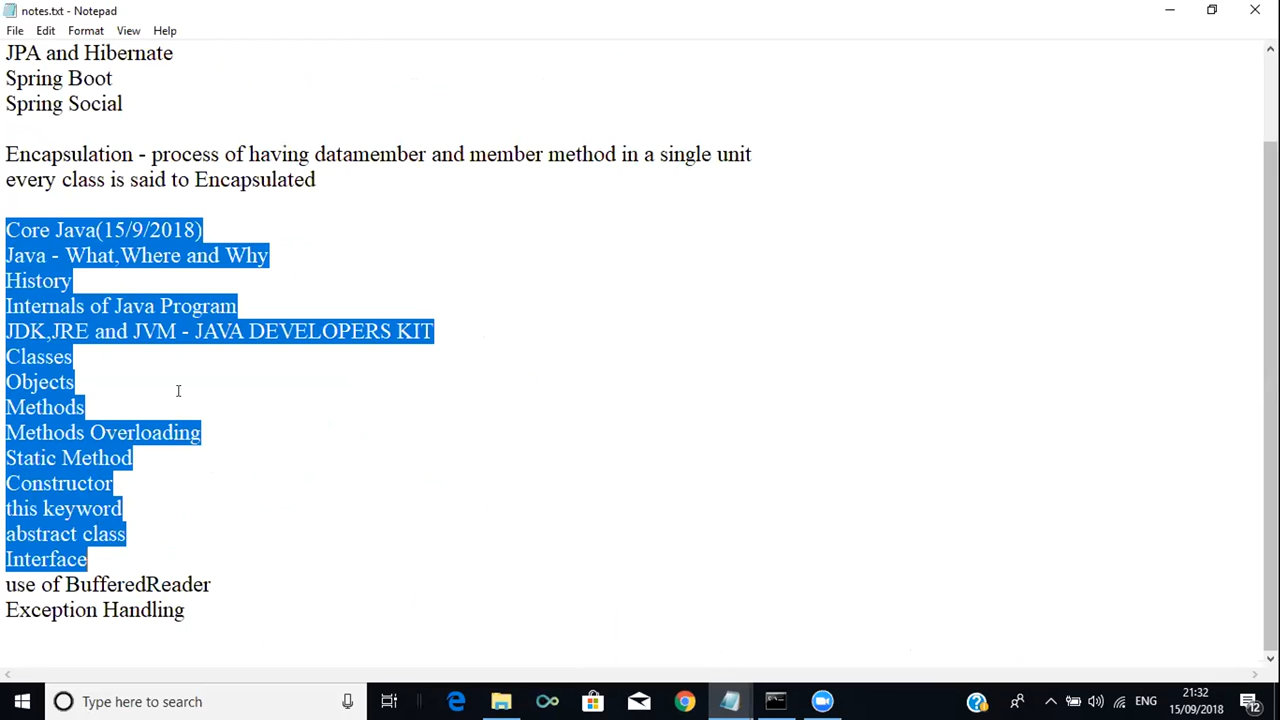 notes.txt - Notepad
File Edit Format View Help
JPA and Hibernate
Spring Boot
Spring Social
Encapsulation - process of having datamember and member method in a single unit
every class is said to Encapsulated
Core Java(15/9/2018)
Java - What,Where and Why
History
Internals of Java Program
JDK,JRE and JVM - JAVA DEVELOPERS KIT
Classes
Objects
Methods
Methods Overloading
Static Method
Constructor
this keyword
abstract class
Interface
use of BufferedReader
Exception Handling
Type here to search
ENG
21:32
15/09/2018
12